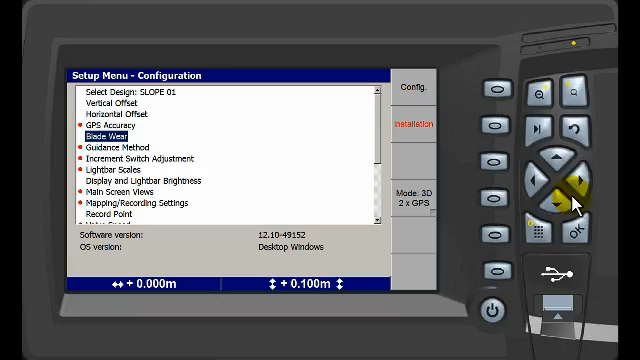 Setup Menu - Configuration
Select Design: SLOPE 01
Vertical Offset
Horizontal Offset
GPS Accuracy
Blade Wear
Guidance Method
Increment Switch Adjustment
Lightbar Scales
Display and Lightbar Brightness
Main Screen Views
Mapping/Recording Settings
Record Point
Software version: 12.10-49152
OS version: Desktop Windows
+ 0.000m
+ 0.100m
Config.
Installation
Mode: 3D
2 x GPS
OK